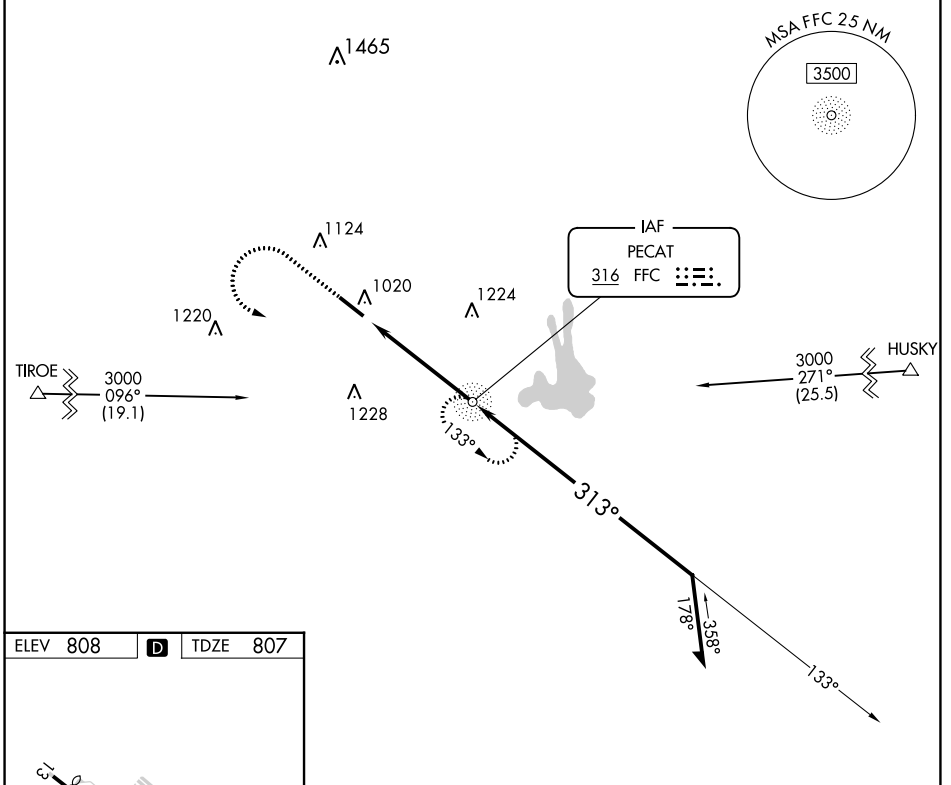 1465
MSA FFC 25 NM
3500
1124
IAF
PECAT
316 FFC
1020
1224
1220
TIROE
3000
096°
(19.1)
1228
HUSKY
3000
271°
(25.5)
133°
313°
178°
358°
133°
ELEV 808 D TDZE 807
13